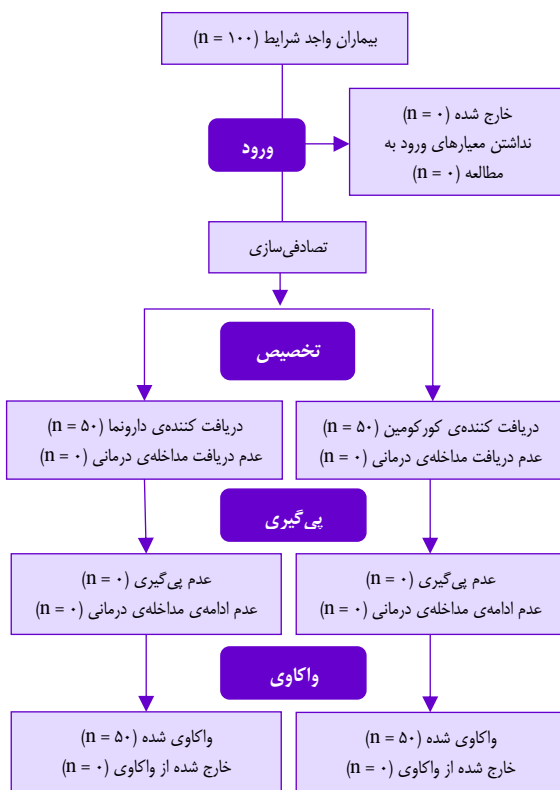 بیماران واجد شرایط (n = ۱۰۰)
خارج شده (n = ۰)
نداشتن معیارهای ورود به
مطالعه (n = ۰)
ورود
تصادفی‌سازی
تخصیص
دریافت کننده‌ی کورکومین (n = ۵۰)
عدم دریافت مداخله‌ی درمانی (n = ۰)
دریافت کننده‌ی دارونما (n = ۵۰)
عدم دریافت مداخله‌ی درمانی (n = ۰)
پی‌گیری
عدم پی‌گیری (n = ۰)
عدم ادامه‌ی مداخله‌ی درمانی (n = ۰)
عدم پی‌گیری (n = ۰)
عدم ادامه‌ی مداخله‌ی درمانی (n = ۰)
واکاوی
واکاوی شده (n = ۵۰)
خارج شده از واکاوی (n = ۰)
واکاوی شده (n = ۵۰)
خارج شده از واکاوی (n = ۰)